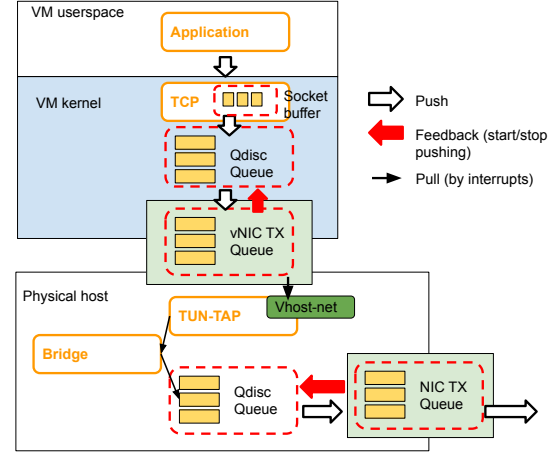 VM userspace
Application
VM kernel
TCP
Socket
buffer
Push
Feedback (start/stop
pushing)
Pull (by interrupts)
Qdisc
Queue
vNIC TX
Queue
Physical host
Vhost-net
TUN-TAP
Bridge
Qdisc
Queue
NIC TX
Queue